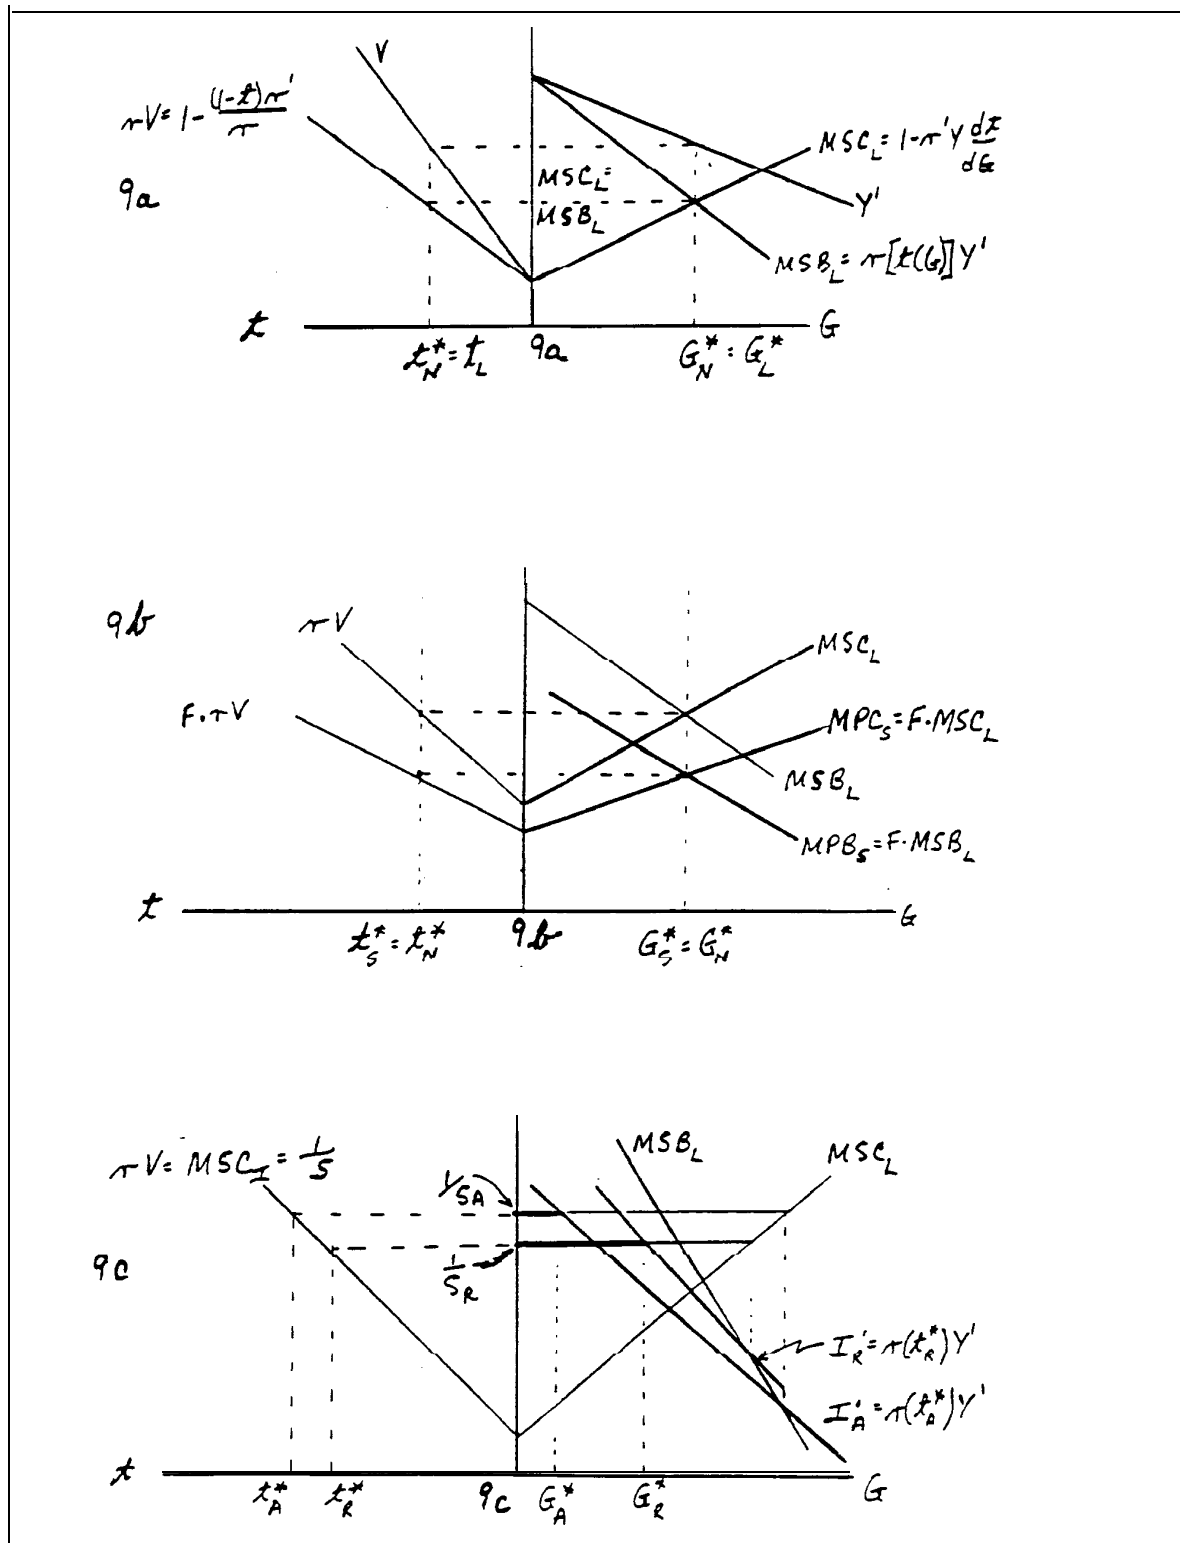 V
rV = 1 - (1-t)r' / r
MSC_L = 1 - r'Y dt/dG
9a
MSC_L =
MSB_L
Y'
MSB_L = r[t(G)]Y'
t
G
t*_N = t_L
9a
G*_N = G*_L
9b
rV
MSC_L
F·rV
MPC_S = F·MSC_L
MSB_L
MPB_S = F·MSB_L
t
G
t*_S = t*_N
9b
G*_S = G*_N
rV = MSC_I = 1/S
1/S_A
MSB_L
MSC_L
9c
1/S_R
I'_R = r(t*_R)Y'
I'_A = r(t*_A)Y'
t
G
t*_A
t*_R
9c
G*_A
G*_R